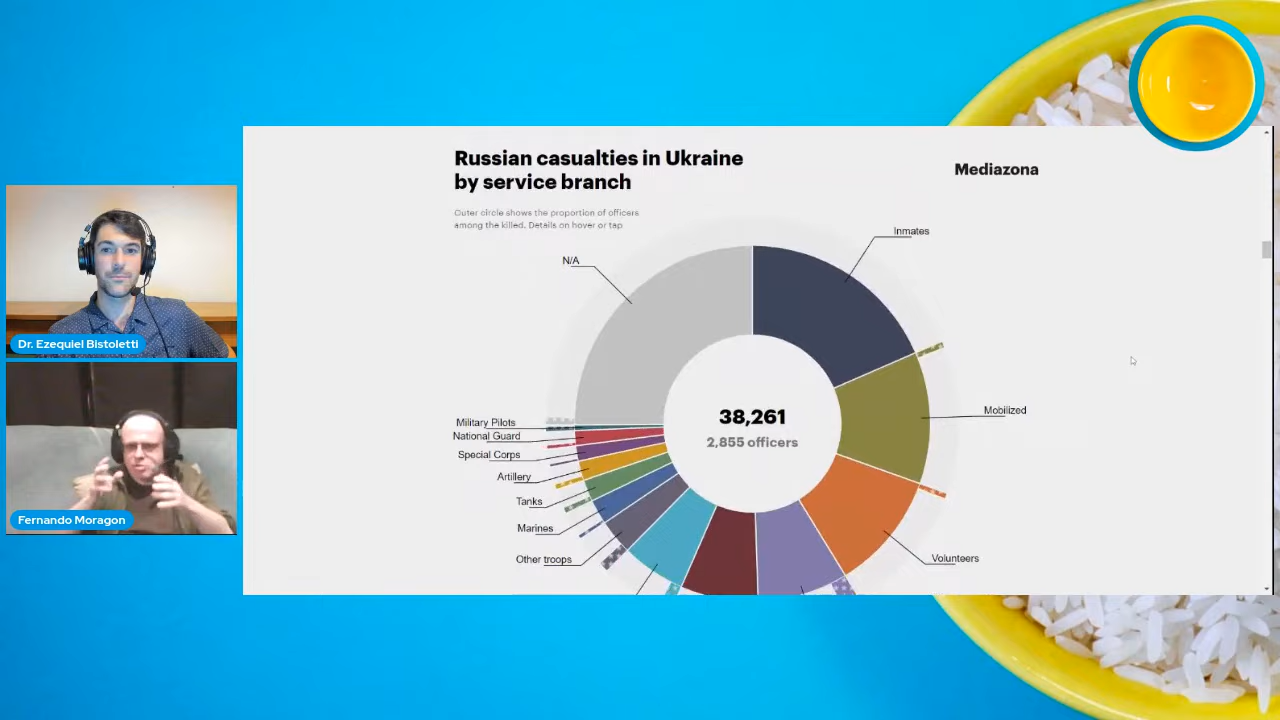 Russian casualties in Ukraine
by service branch
Mediazona
Outer circle shows the proportion of officers
among the killed. Details on hover or tap
Inmates
N/A
Mobilized
38,261
2,855 officers
Military Pilots
National Guard
Special Corps
Artillery
Tanks
Marines
Other troops
Volunteers
Dr. Ezequiel Bistoletti
Fernando Moragon